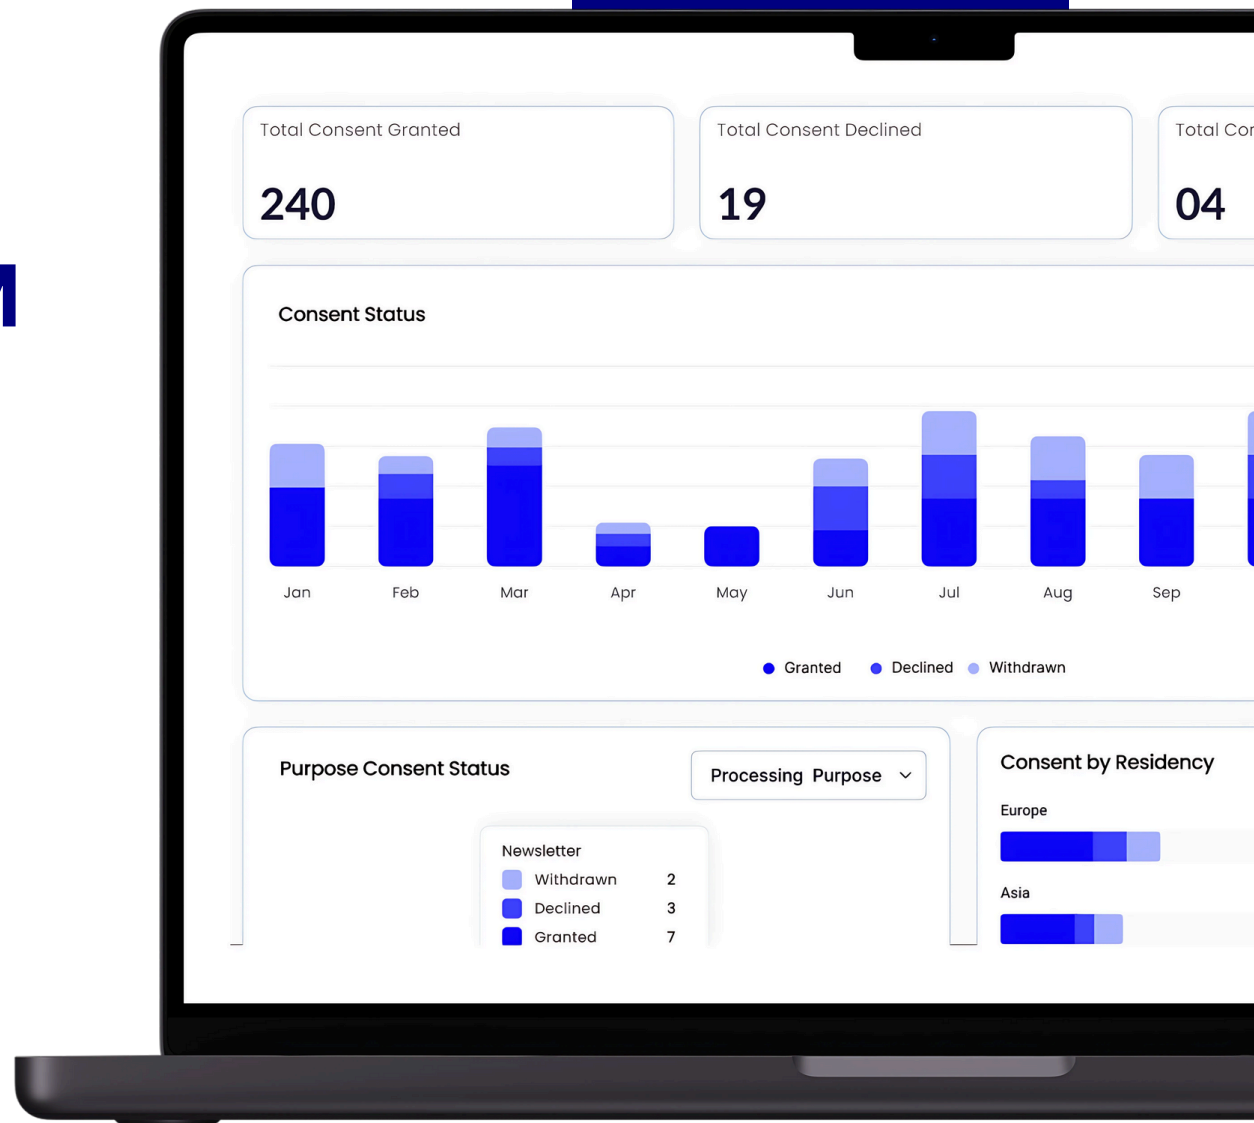 Total Consent Granted
240
Total Consent Declined
19
04
Consent Status
Jan Feb Mar Apr May Jun Jul Aug Sep
Granted Declined Withdrawn
Purpose Consent Status
Processing Purpose
Newsletter
Withdrawn 2
Declined 3
Granted 7
Consent by Residency
Europe
Asia